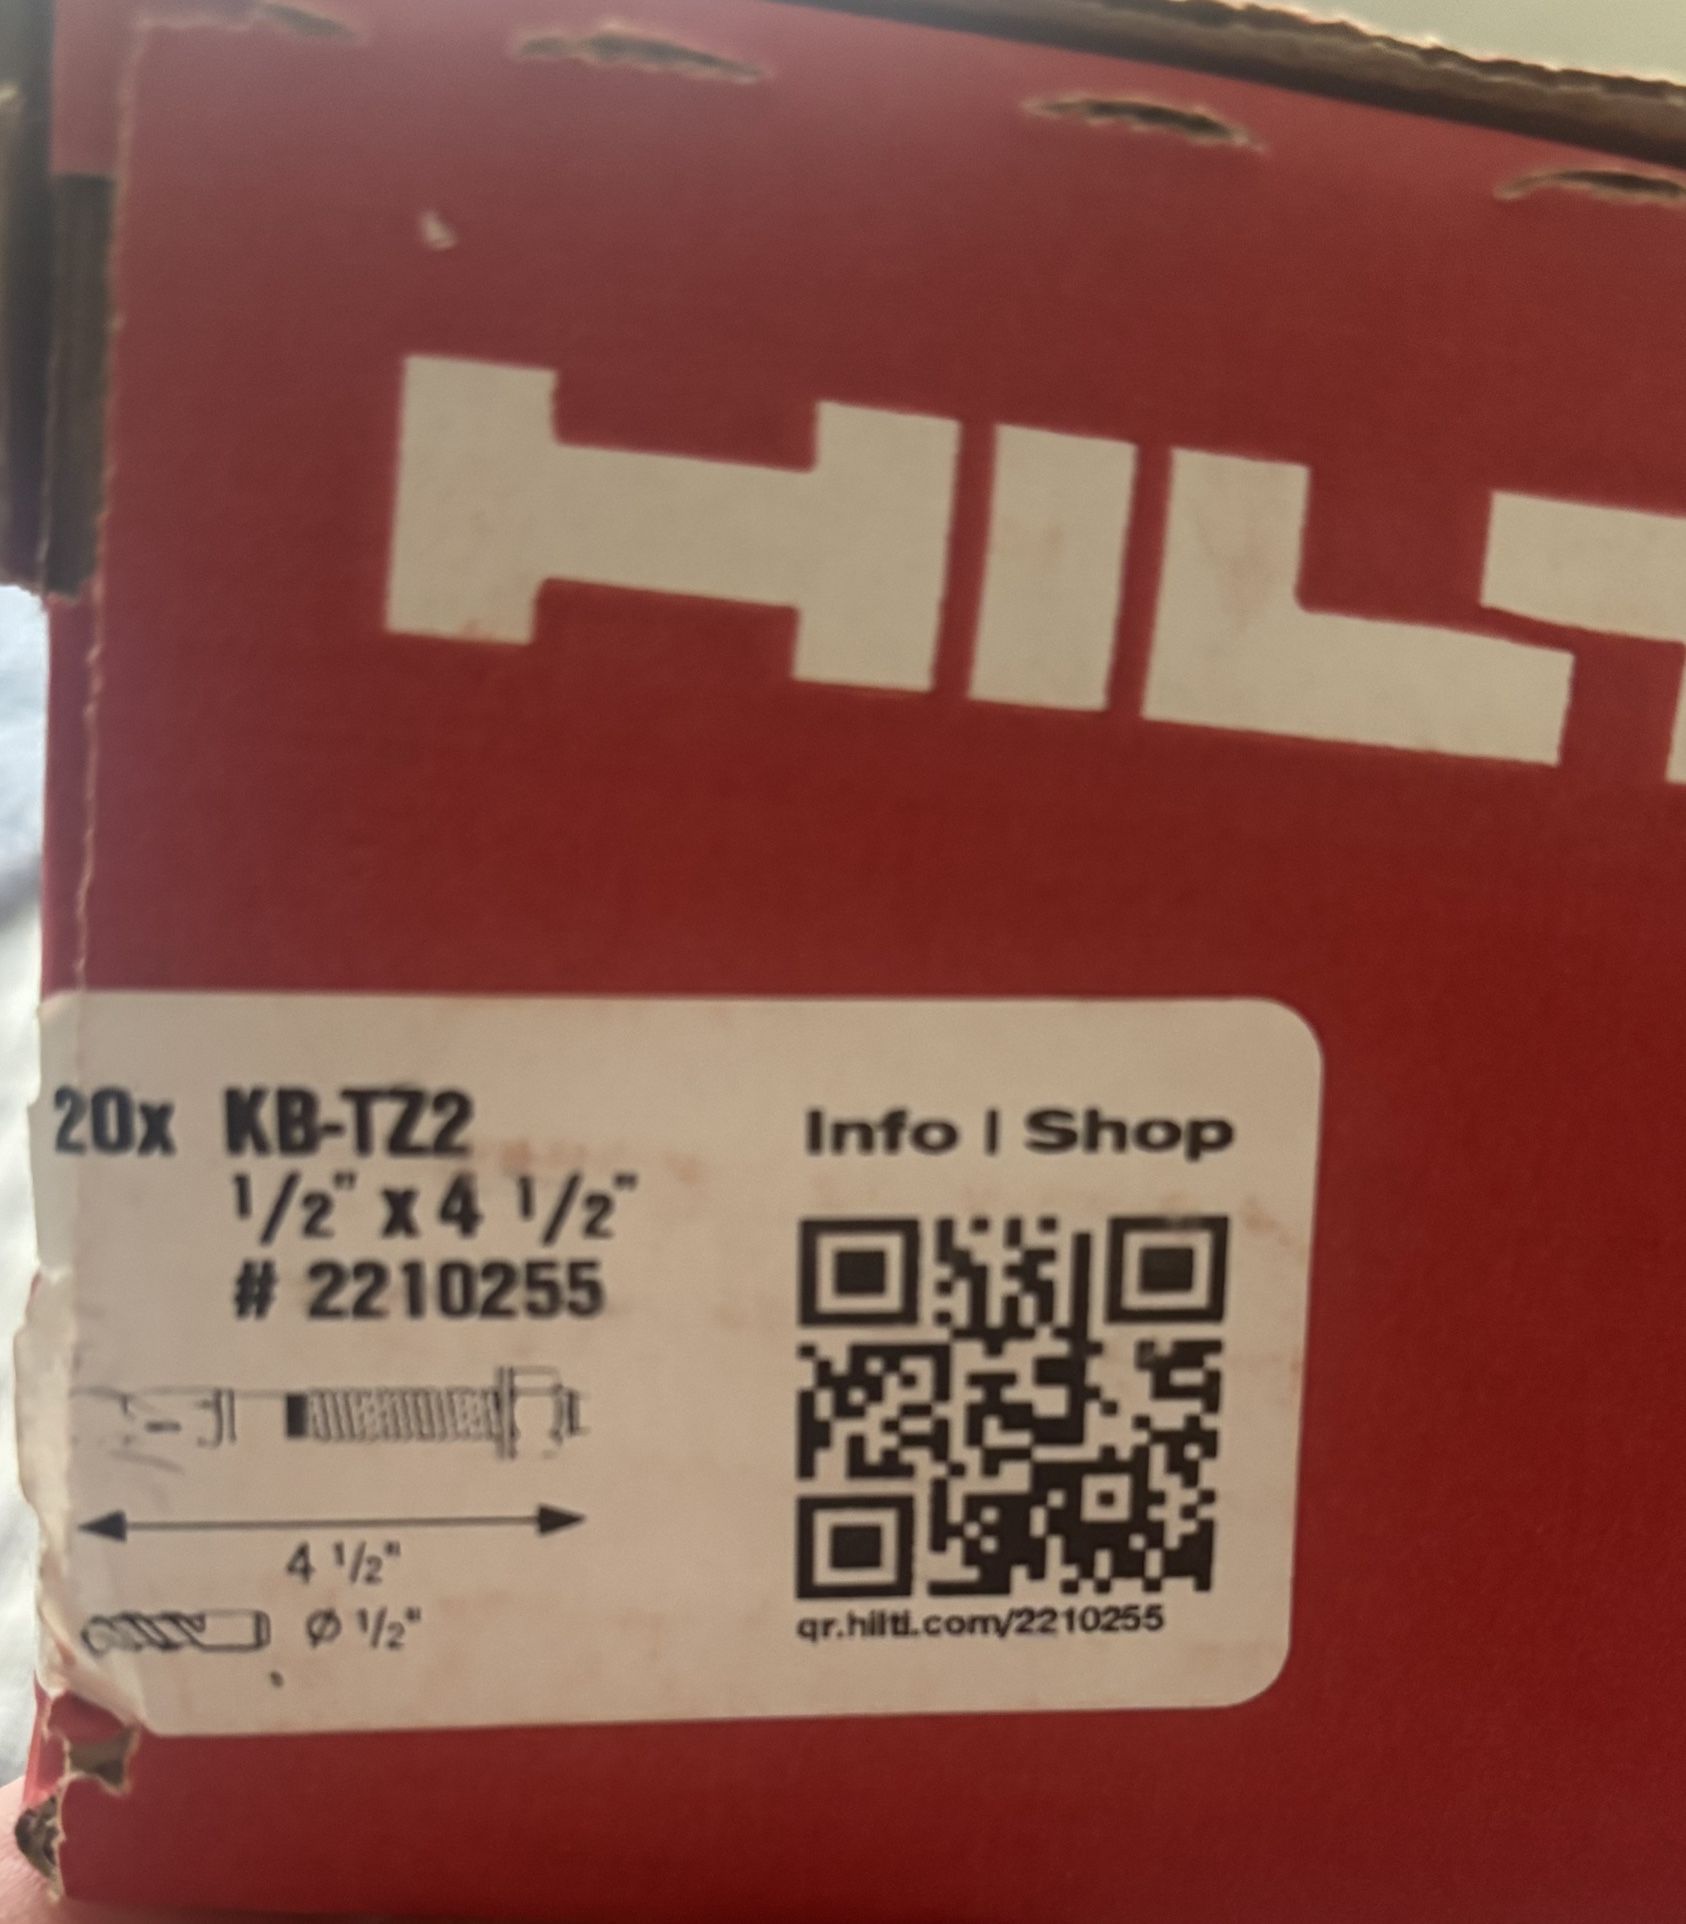 HILT
20x KB-TZ2
1/2" x 4 1/2"
# 2210255
4 1/2"
Ø 1/2"
Info | Shop
qr.hilti.com/2210255